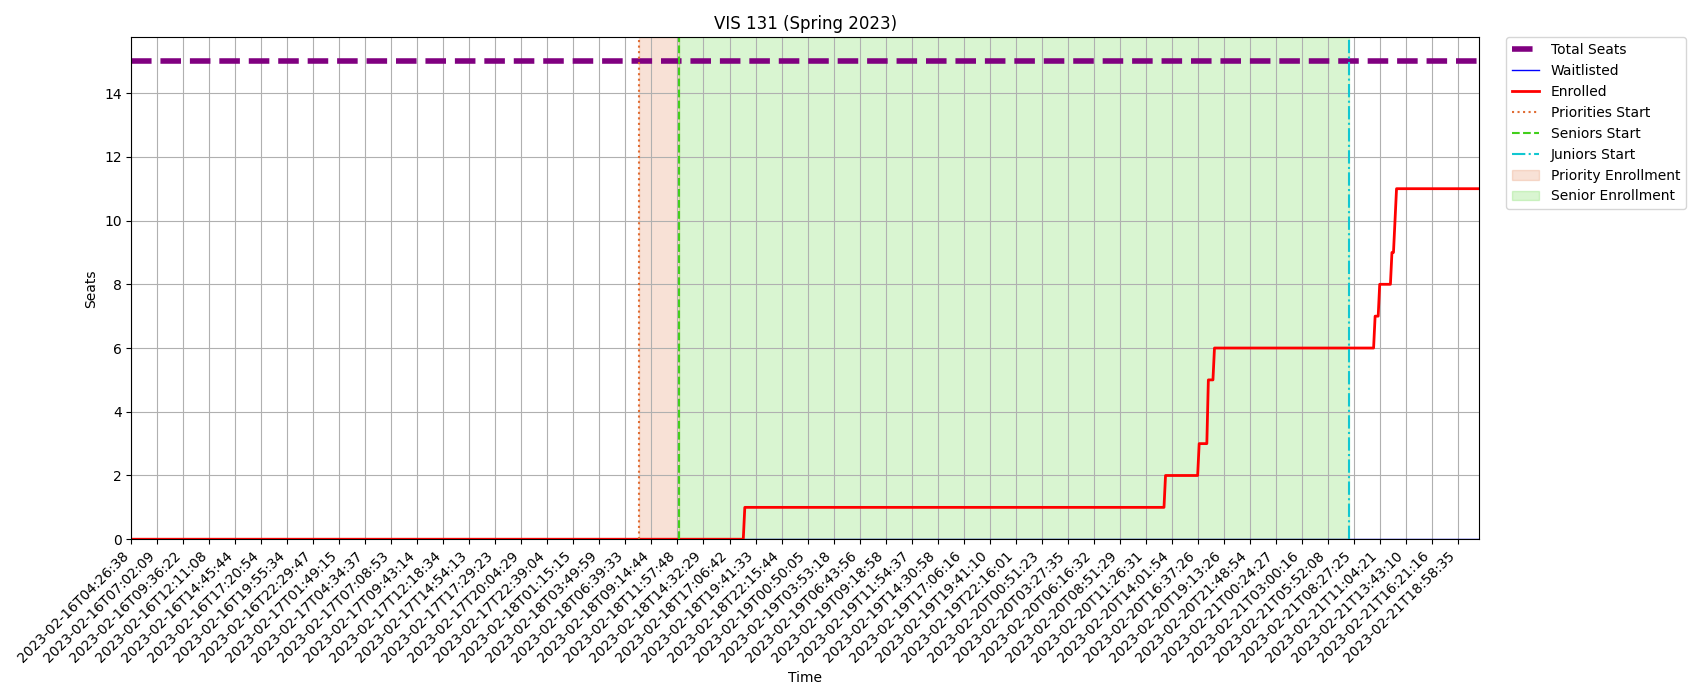 VIS 131 (Spring 2023)
Total Seats
Waitlisted
Enrolled
Priorities Start
Seniors Start
Juniors Start
Priority Enrollment
Senior Enrollment
Seats
14
12
10
8
6
4
2
0
2023-02-16T04:26:38
2023-02-16T07:02:09
2023-02-16T09:36:22
2023-02-16T12:11:08
2023-02-16T14:45:44
2023-02-16T17:20:54
2023-02-16T19:55:34
2023-02-16T22:29:47
2023-02-17T01:49:15
2023-02-17T04:34:37
2023-02-17T07:08:53
2023-02-17T09:43:14
2023-02-17T12:18:34
2023-02-17T14:54:13
2023-02-17T17:29:23
2023-02-17T20:04:29
2023-02-17T22:39:04
2023-02-18T01:15:15
2023-02-18T03:49:59
2023-02-18T06:39:33
2023-02-18T09:14:44
2023-02-18T11:57:48
2023-02-18T14:32:29
2023-02-18T17:06:42
2023-02-18T19:41:33
2023-02-18T22:15:44
2023-02-19T00:50:05
2023-02-19T03:53:18
2023-02-19T06:43:56
2023-02-19T09:18:58
2023-02-19T11:54:37
2023-02-19T14:30:58
2023-02-19T17:06:16
2023-02-19T19:41:10
2023-02-19T22:16:01
2023-02-20T00:51:23
2023-02-20T03:27:35
2023-02-20T06:16:32
2023-02-20T08:51:29
2023-02-20T11:26:31
2023-02-20T14:01:54
2023-02-20T16:37:26
2023-02-20T19:13:26
2023-02-20T21:48:54
2023-02-21T00:24:27
2023-02-21T03:00:16
2023-02-21T05:52:08
2023-02-21T08:27:25
2023-02-21T11:04:21
2023-02-21T13:43:10
2023-02-21T16:21:16
2023-02-21T18:58:35
Time